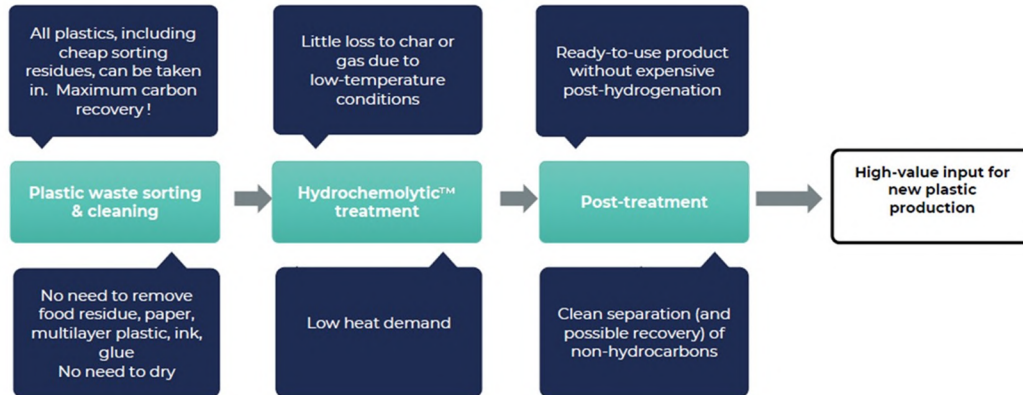 All plastics, including
cheap sorting
residues, can be taken
in. Maximum carbon
recovery !
Little loss to char or
gas due to
low-temperature
conditions
Ready-to-use product
without expensive
post-hydrogenation
Plastic waste sorting
& cleaning
Hydrochemolytic™
treatment
Post-treatment
High-value input for
new plastic
production
No need to remove
food residue, paper,
multilayer plastic, ink,
glue
No need to dry
Low heat demand
Clean separation (and
possible recovery) of
non-hydrocarbons